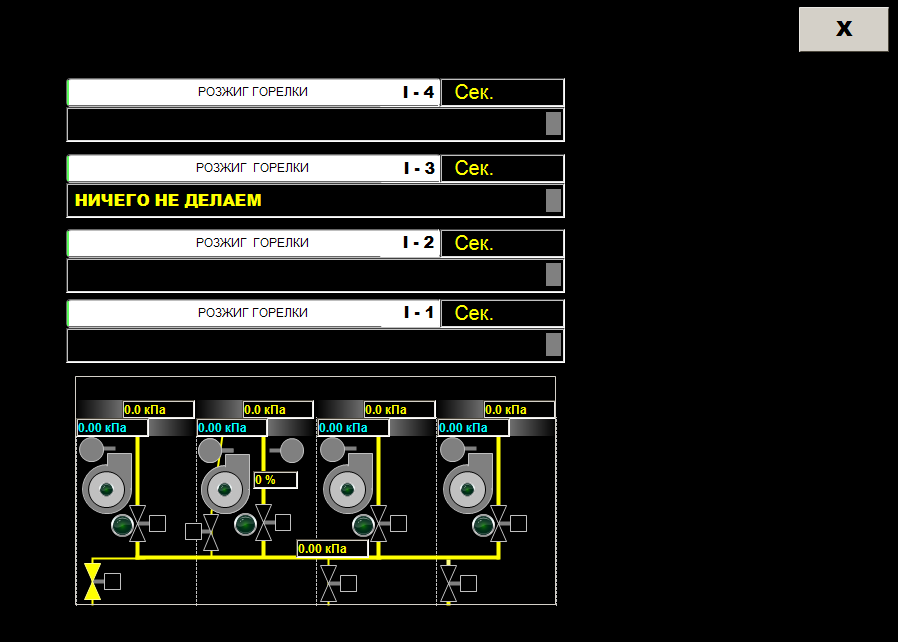 X
РОЗЖИГ ГОРЕЛКИ I - 4 Сек.
РОЗЖИГ ГОРЕЛКИ I - 3 Сек.
НИЧЕГО НЕ ДЕЛАЕМ
РОЗЖИГ ГОРЕЛКИ I - 2 Сек.
РОЗЖИГ ГОРЕЛКИ I - 1 Сек.
0.0 кПа 0.0 кПа 0.0 кПа 0.0 кПа
0.00 кПа 0.00 кПа 0.00 кПа 0.00 кПа
0 %
0.00 кПа